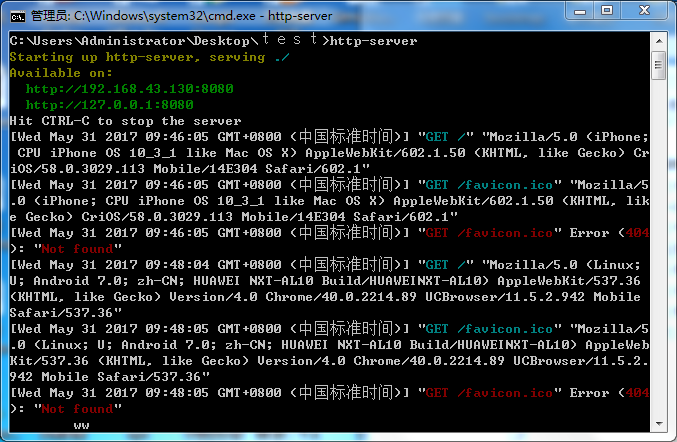 管理员: C:\Windows\system32\cmd.exe - http-server
C:\Users\Administrator\Desktop\ｔｅｓｔ>http-server
Starting up http-server, serving ./
Available on:
  http://192.168.43.130:8080
  http://127.0.0.1:8080
Hit CTRL-C to stop the server
[Wed May 31 2017 09:46:05 GMT+0800 (中国标准时间)] "GET /" "Mozilla/5.0 (iPhone;
 CPU iPhone OS 10_3_1 like Mac OS X) AppleWebKit/602.1.50 (KHTML, like Gecko) Cr
iOS/58.0.3029.113 Mobile/14E304 Safari/602.1"
[Wed May 31 2017 09:46:05 GMT+0800 (中国标准时间)] "GET /favicon.ico" "Mozilla/5
.0 (iPhone; CPU iPhone OS 10_3_1 like Mac OS X) AppleWebKit/602.1.50 (KHTML, lik
e Gecko) CriOS/58.0.3029.113 Mobile/14E304 Safari/602.1"
[Wed May 31 2017 09:46:05 GMT+0800 (中国标准时间)] "GET /favicon.ico" Error (404
): "Not found"
[Wed May 31 2017 09:48:04 GMT+0800 (中国标准时间)] "GET /" "Mozilla/5.0 (Linux;
U; Android 7.0; zh-CN; HUAWEI NXT-AL10 Build/HUAWEINXT-AL10) AppleWebKit/537.36
(KHTML, like Gecko) Version/4.0 Chrome/40.0.2214.89 UCBrowser/11.5.2.942 Mobile
Safari/537.36"
[Wed May 31 2017 09:48:05 GMT+0800 (中国标准时间)] "GET /favicon.ico" "Mozilla/5
.0 (Linux; U; Android 7.0; zh-CN; HUAWEI NXT-AL10 Build/HUAWEINXT-AL10) AppleWeb
Kit/537.36 (KHTML, like Gecko) Version/4.0 Chrome/40.0.2214.89 UCBrowser/11.5.2.
942 Mobile Safari/537.36"
[Wed May 31 2017 09:48:05 GMT+0800 (中国标准时间)] "GET /favicon.ico" Error (404
): "Not found"
ww